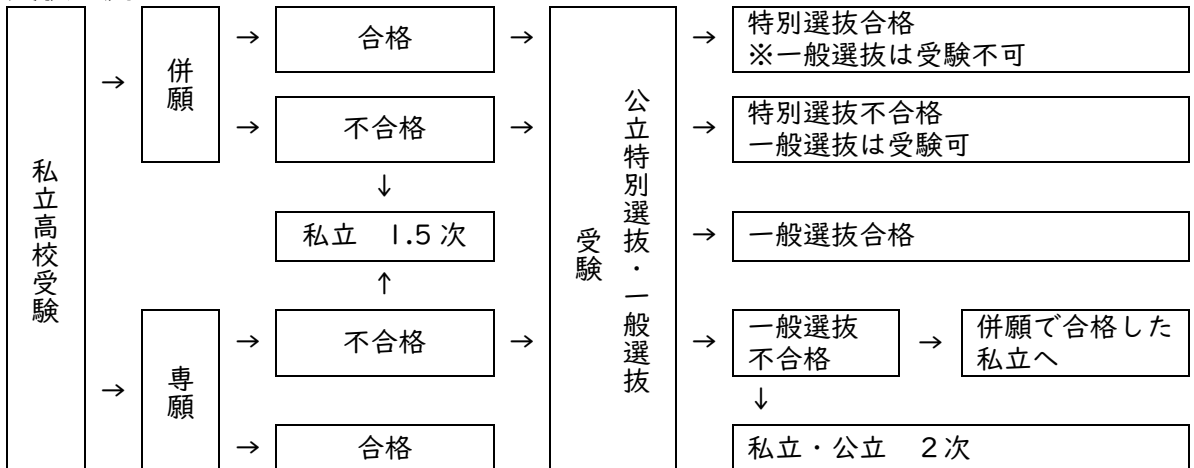 私立高校受験
→
併願
→
合格
→
不合格
→
→
↓
私立 1.5次
↑
→
専願
→
不合格
→
→
合格
公立特別選抜・一般選抜
受験
→
特別選抜合格
※一般選抜は受験不可
→
特別選抜不合格
一般選抜は受験可
→
一般選抜合格
→
一般選抜
不合格
→
併願で合格した
私立へ
↓
私立・公立 2次